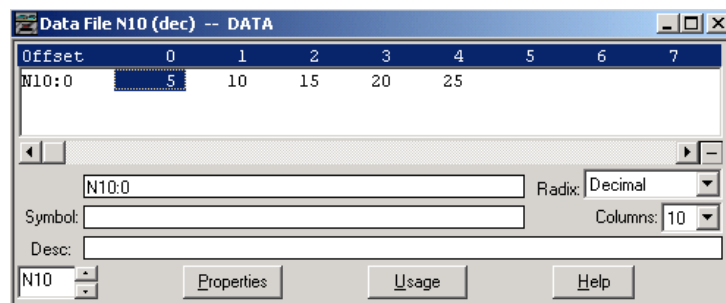 Data File N10 (dec) -- DATA
Offset 0 1 2 3 4 5 6 7
N10:0 5 10 15 20 25
N10:0 Radix: Decimal
Symbol: Columns: 10
Desc:
N10 Properties Usage Help